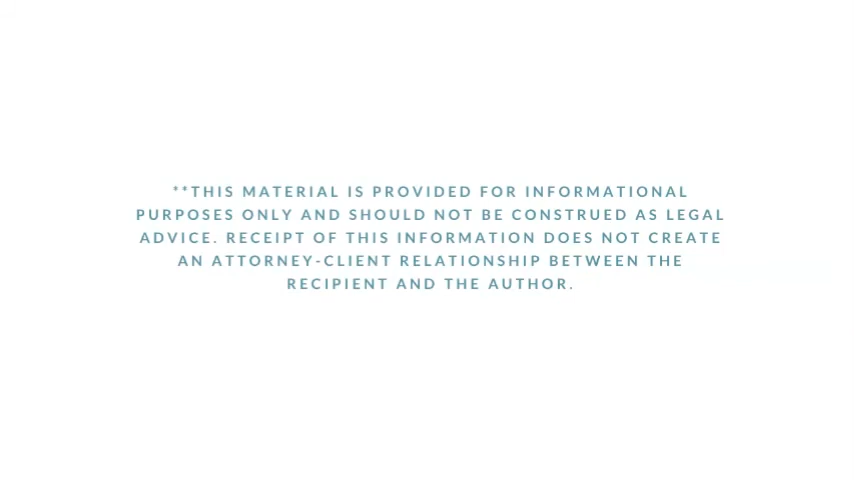 **THIS MATERIAL IS PROVIDED FOR INFORMATIONAL
PURPOSES ONLY AND SHOULD NOT BE CONSTRUED AS LEGAL
ADVICE. RECEIPT OF THIS INFORMATION DOES NOT CREATE
AN ATTORNEY-CLIENT RELATIONSHIP BETWEEN THE
RECIPIENT AND THE AUTHOR.